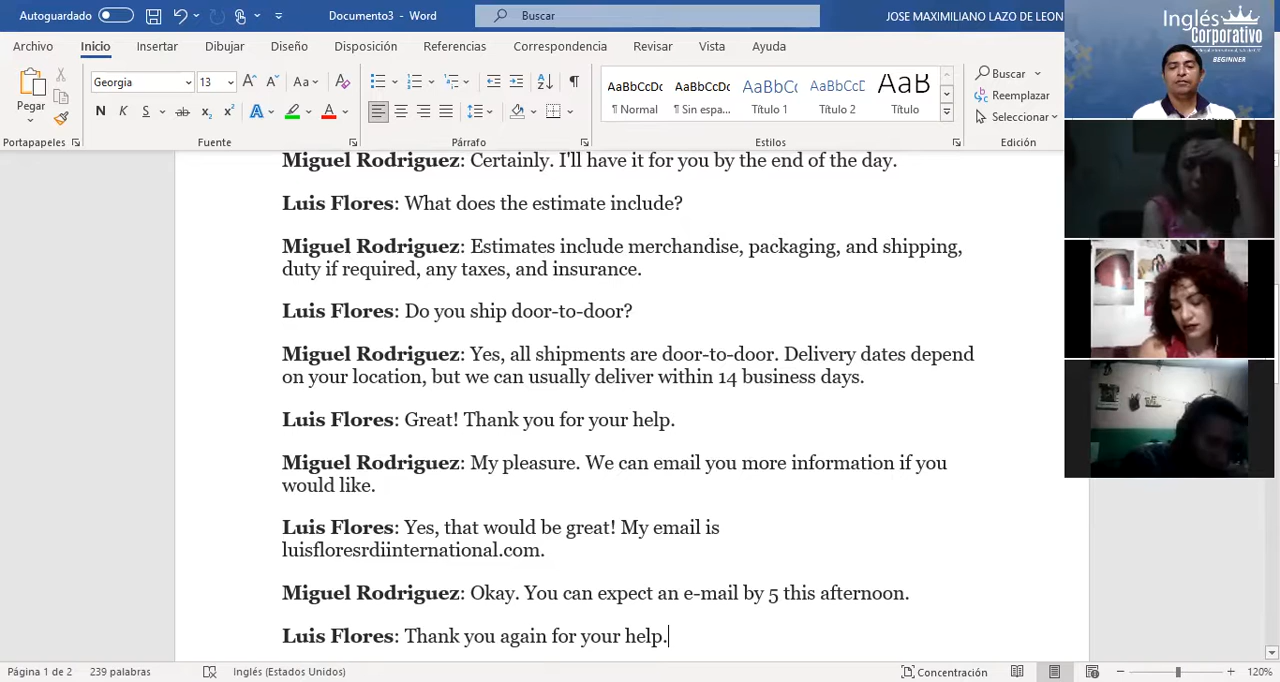 Autoguardado
Documento3 - Word
Buscar
JOSE MAXIMILIANO LAZO DE LEON
Archivo Inicio Insertar Dibujar Diseño Disposición Referencias Correspondencia Revisar Vista Ayuda
Pegar
Georgia 13
N K S ab x₂ x²
Portapapeles Fuente Párrafo Estilos Edición
AaBbCcDc AaBbCcDc AaBbCc AaBbCcD AaB
¶ Normal ¶ Sin espa... Título 1 Título 2 Título
Buscar
Reemplazar
Seleccionar
Inglés
Corporativo
BEGINNER
Miguel Rodriguez: Certainly. I'll have it for you by the end of the day.
Luis Flores: What does the estimate include?
Miguel Rodriguez: Estimates include merchandise, packaging, and shipping,
duty if required, any taxes, and insurance.
Luis Flores: Do you ship door-to-door?
Miguel Rodriguez: Yes, all shipments are door-to-door. Delivery dates depend
on your location, but we can usually deliver within 14 business days.
Luis Flores: Great! Thank you for your help.
Miguel Rodriguez: My pleasure. We can email you more information if you
would like.
Luis Flores: Yes, that would be great! My email is
luisfloresrdiinternational.com.
Miguel Rodriguez: Okay. You can expect an e-mail by 5 this afternoon.
Luis Flores: Thank you again for your help.
Página 1 de 2 239 palabras Inglés (Estados Unidos) Concentración 120%